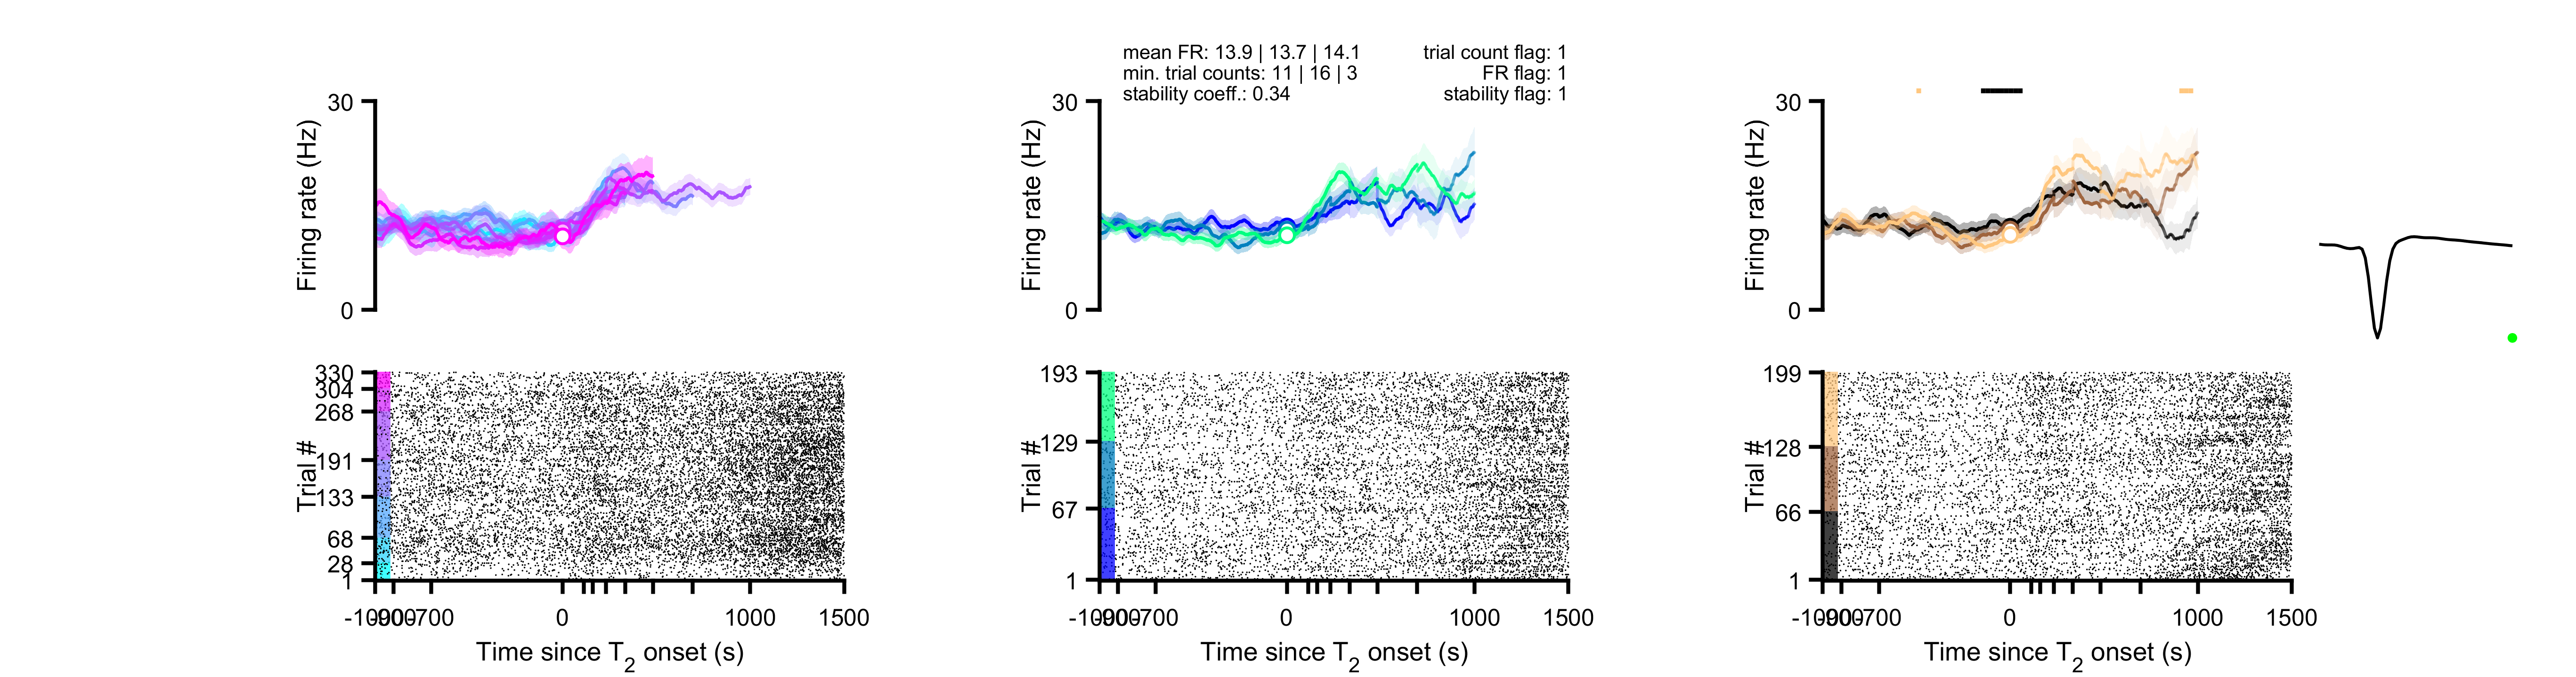 mean FR: 13.9 | 13.7 | 14.1
min. trial counts: 11 | 16 | 3
stability coeff.: 0.34
trial count flag: 1
FR flag: 1
stability flag: 1
30
Firing rate (Hz)
0
30
Firing rate (Hz)
0
30
Firing rate (Hz)
0
330
304
268
191
133
68
28
1
Trial #
193
129
67
1
Trial #
199
128
66
1
Trial #
-1000
-900
-700
0
1000
1500
Time since T2 onset (s)
-1000
-900
-700
0
1000
1500
Time since T2 onset (s)
-1000
-900
-700
0
1000
1500
Time since T2 onset (s)